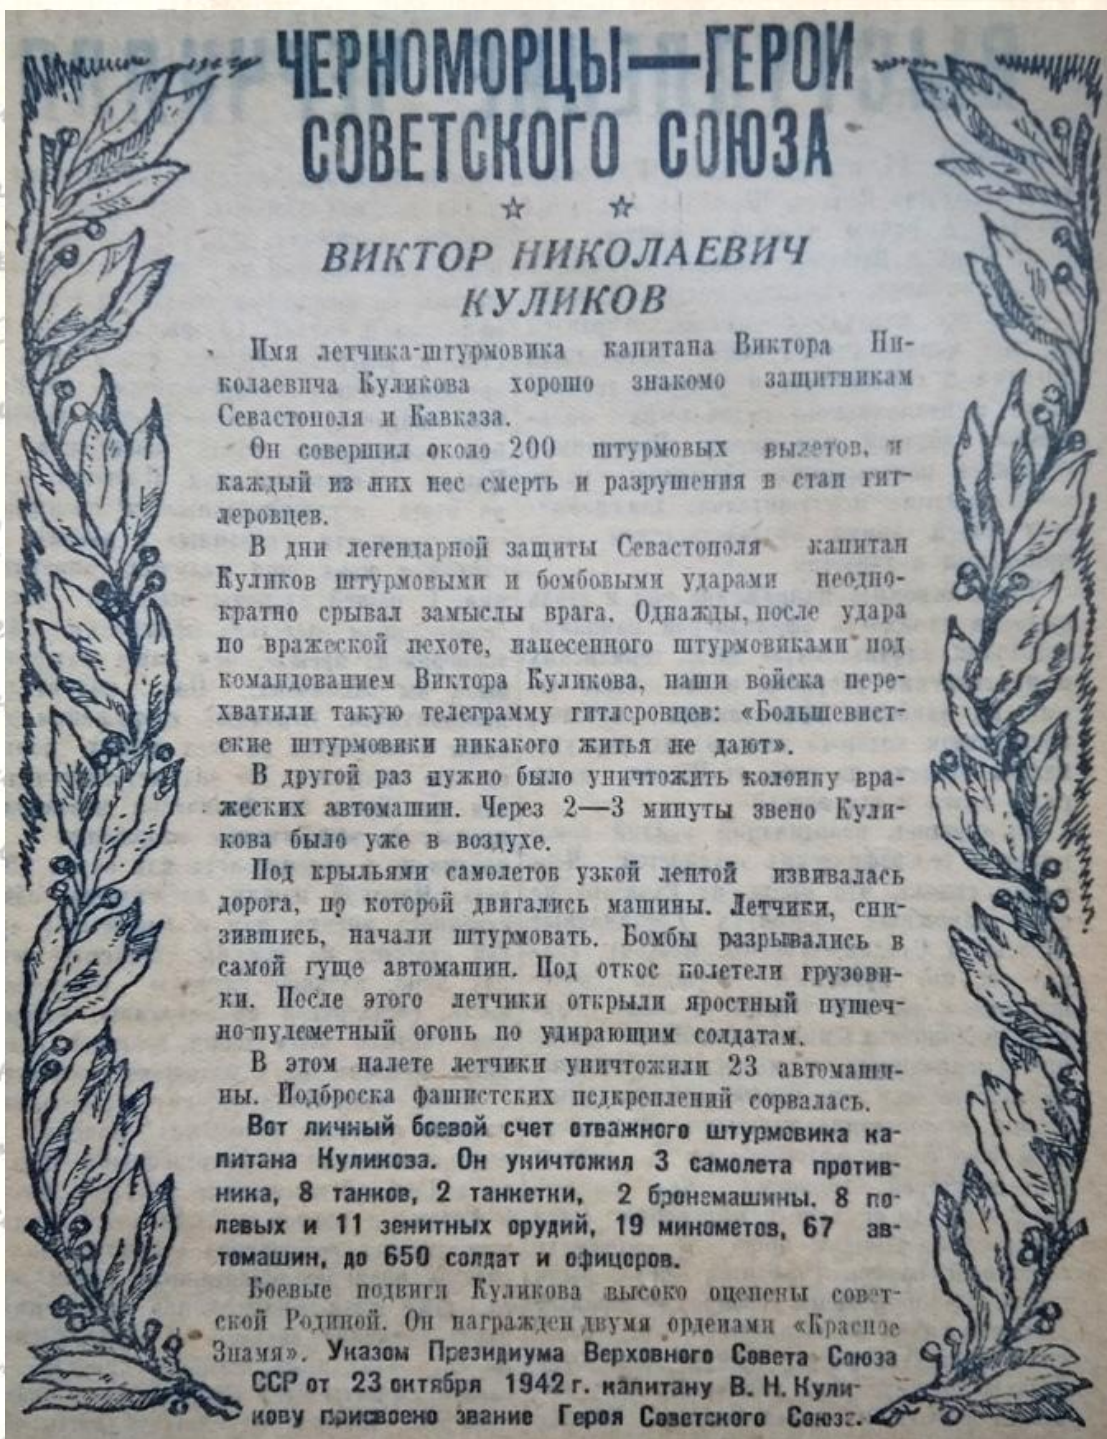 ЧЕРНОМОРЦЫ—ГЕРОИ
СОВЕТСКОГО СОЮЗА
☆ ☆
ВИКТОР НИКОЛАЕВИЧ
КУЛИКОВ
Имя летчика-штурмовика капитана Виктора Ни-
колаевича Куликова хорошо знакомо защитникам
Севастополя и Кавказа.
Он совершил около 200 штурмовых вылетов, и
каждый из них нес смерть и разрушения в стан гит-
леровцев.
В дни легендарной защиты Севастополя капитан
Куликов штурмовыми и бомбовыми ударами неодно-
кратно срывал замыслы врага. Однажды, после удара
по вражеской пехоте, нанесенного штурмовиками под
командованием Виктора Куликова, наши войска пере-
хватили такую телеграмму гитлеровцев: «Большевист-
ские штурмовики никакого житья не дают».
В другой раз нужно было уничтожить колонну вра-
жеских автомашин. Через 2—3 минуты звено Кули-
кова было уже в воздухе.
Под крыльями самолетов узкой лентой извивалась
дорога, по которой двигались машины. Летчики, сни-
зившись, начали штурмовать. Бомбы разрывались в
самой гуще автомашин. Под откос полетели грузови-
ки. После этого летчики открыли яростный пушеч-
но-пулеметный огонь по удирающим солдатам.
В этом налете летчики уничтожили 23 автомаши-
ны. Подброска фашистских подкреплений сорвалась.
Вот личный боевой счет отважного штурмовика ка-
питана Куликова. Он уничтожил 3 самолета против-
ника, 8 танков, 2 танкетки, 2 бронемашины, 8 по-
левых и 11 зенитных орудий, 19 минометов, 67 ав-
томашин, до 650 солдат и офицеров.
Боевые подвиги Куликова высоко оценены совет-
ской Родиной. Он награжден двумя орденами «Красное
Знамя». Указом Президиума Верховного Совета Союза
ССР от 23 октября 1942 г. капитану В. Н. Кули-
кову присвоено звание Героя Советского Союза.